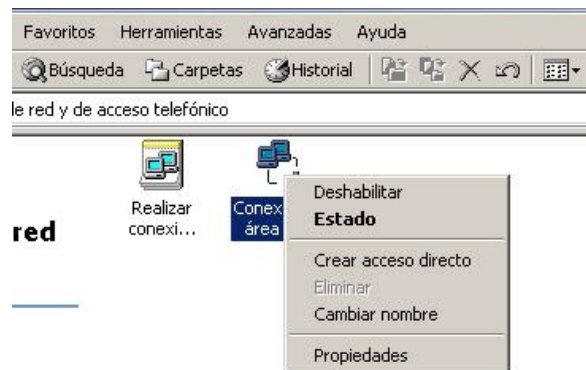 Favoritos Herramientas Avanzadas Ayuda
Búsqueda Carpetas Historial
de red y de acceso telefónico
Realizar
conexi...
Conex
área
red
Deshabilitar
Estado
Crear acceso directo
Eliminar
Cambiar nombre
Propiedades